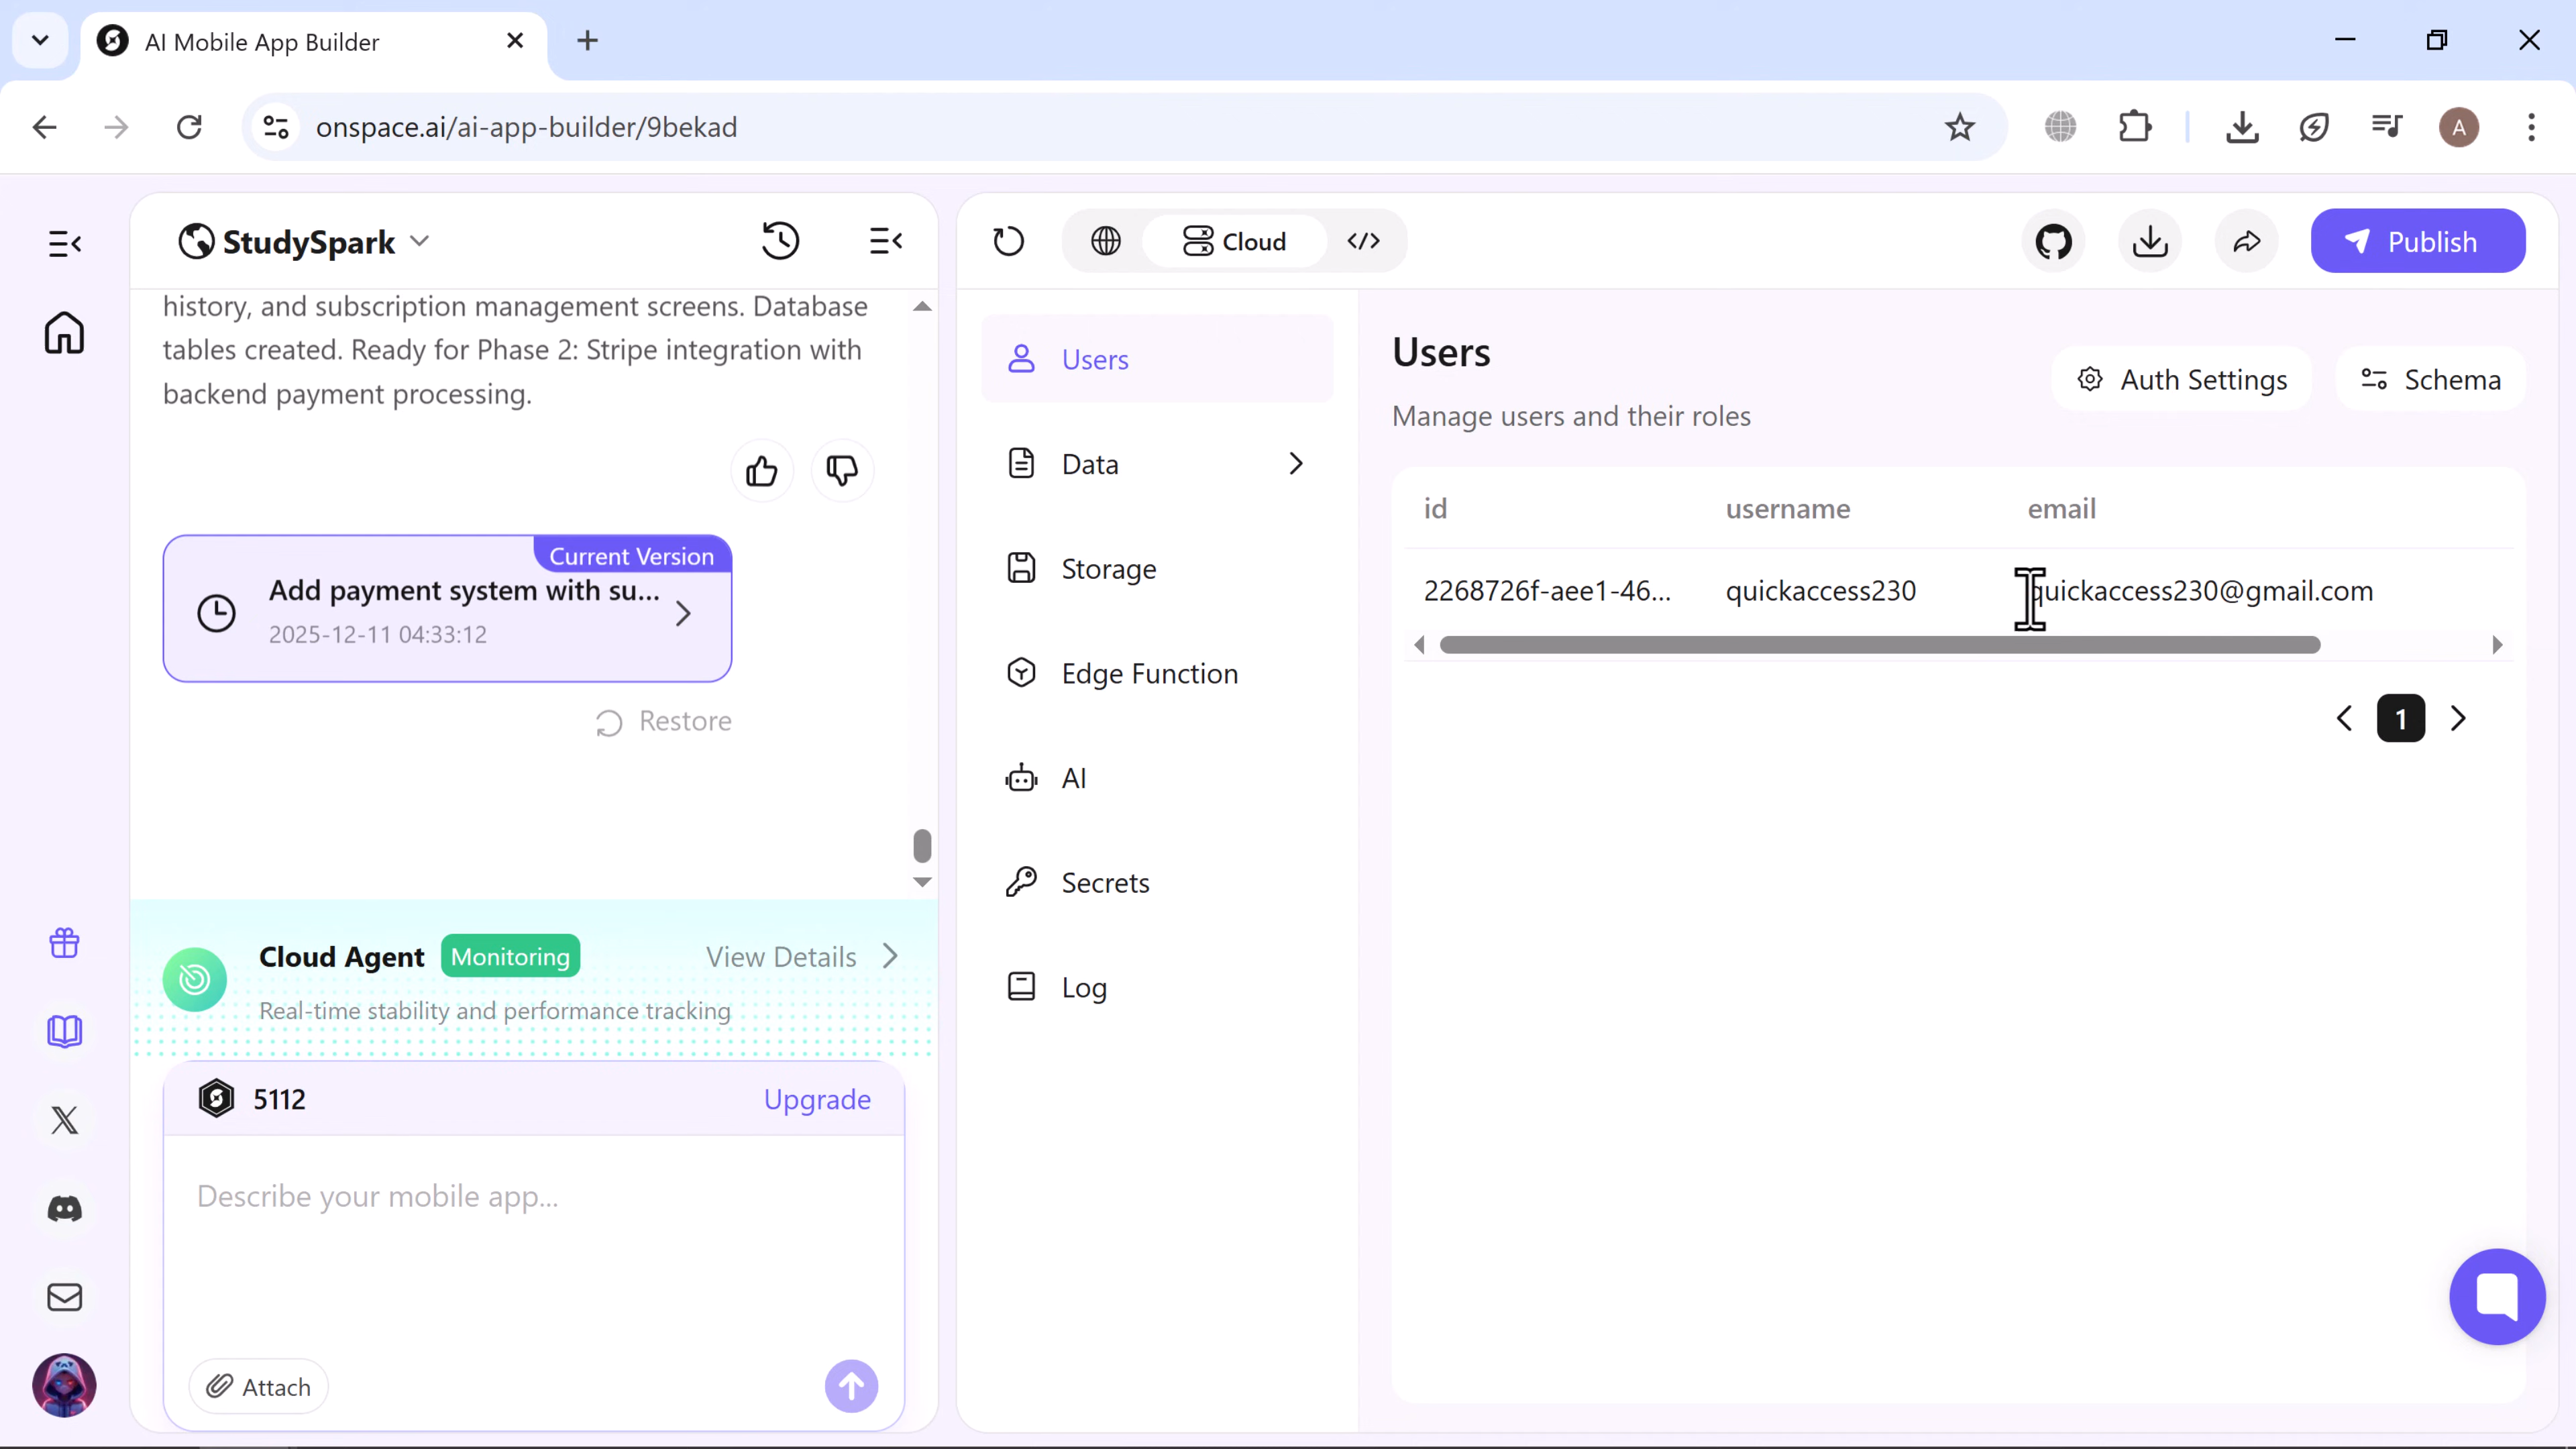 AI Mobile App Builder
onspace.ai/ai-app-builder/9bekad
A
StudySpark
Cloud
Publish
history, and subscription management screens. Database
tables created. Ready for Phase 2: Stripe integration with
backend payment processing.
Current Version
Add payment system with su...
2025-12-11 04:33:12
Restore
Cloud Agent
Monitoring
View Details
Real-time stability and performance tracking
5112
Upgrade
Describe your mobile app...
Attach
Users
Data
Storage
Edge Function
AI
Secrets
Log
Users
Manage users and their roles
Auth Settings
Schema
id username email
2268726f-aee1-46... quickaccess230 quickaccess230@gmail.com
1